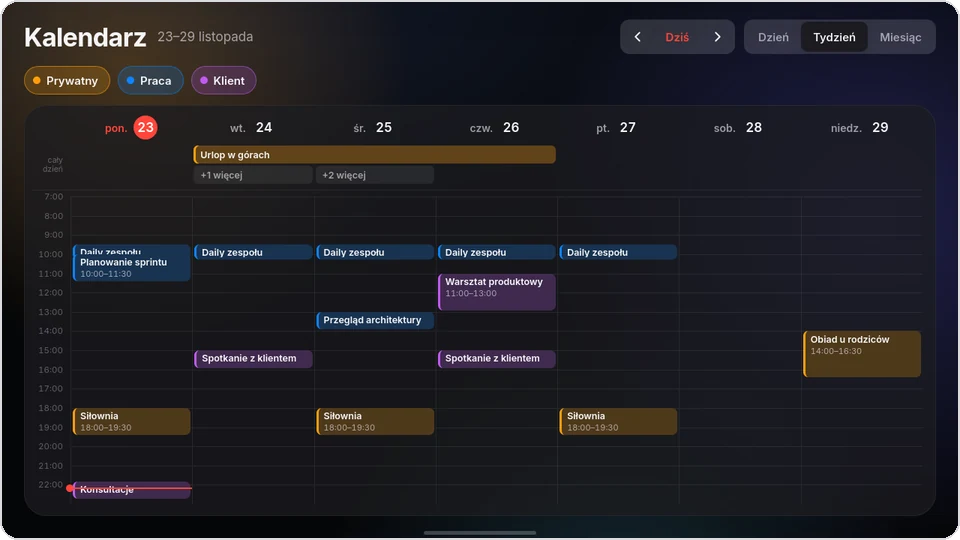 Kalendarz 23–29 listopada
Dziś
Dzień Tydzień Miesiąc
Prywatny Praca Klient
pon. 23 wt. 24 śr. 25 czw. 26 pt. 27 sob. 28 niedz. 29
cały dzień
Urlop w górach
+1 więcej +2 więcej
7:00
8:00
9:00
Daily zespołu Daily zespołu Daily zespołu Daily zespołu Daily zespołu
10:00
Planowanie sprintu
10:00–11:30
11:00
Warsztat produktowy
11:00–13:00
12:00
13:00
Przegląd architektury
14:00
Obiad u rodziców
14:00–16:30
15:00
Spotkanie z klientem Spotkanie z klientem
16:00
17:00
18:00
Siłownia Siłownia Siłownia
18:00–19:30 18:00–19:30 18:00–19:30
19:00
20:00
21:00
22:00
Konsultacje